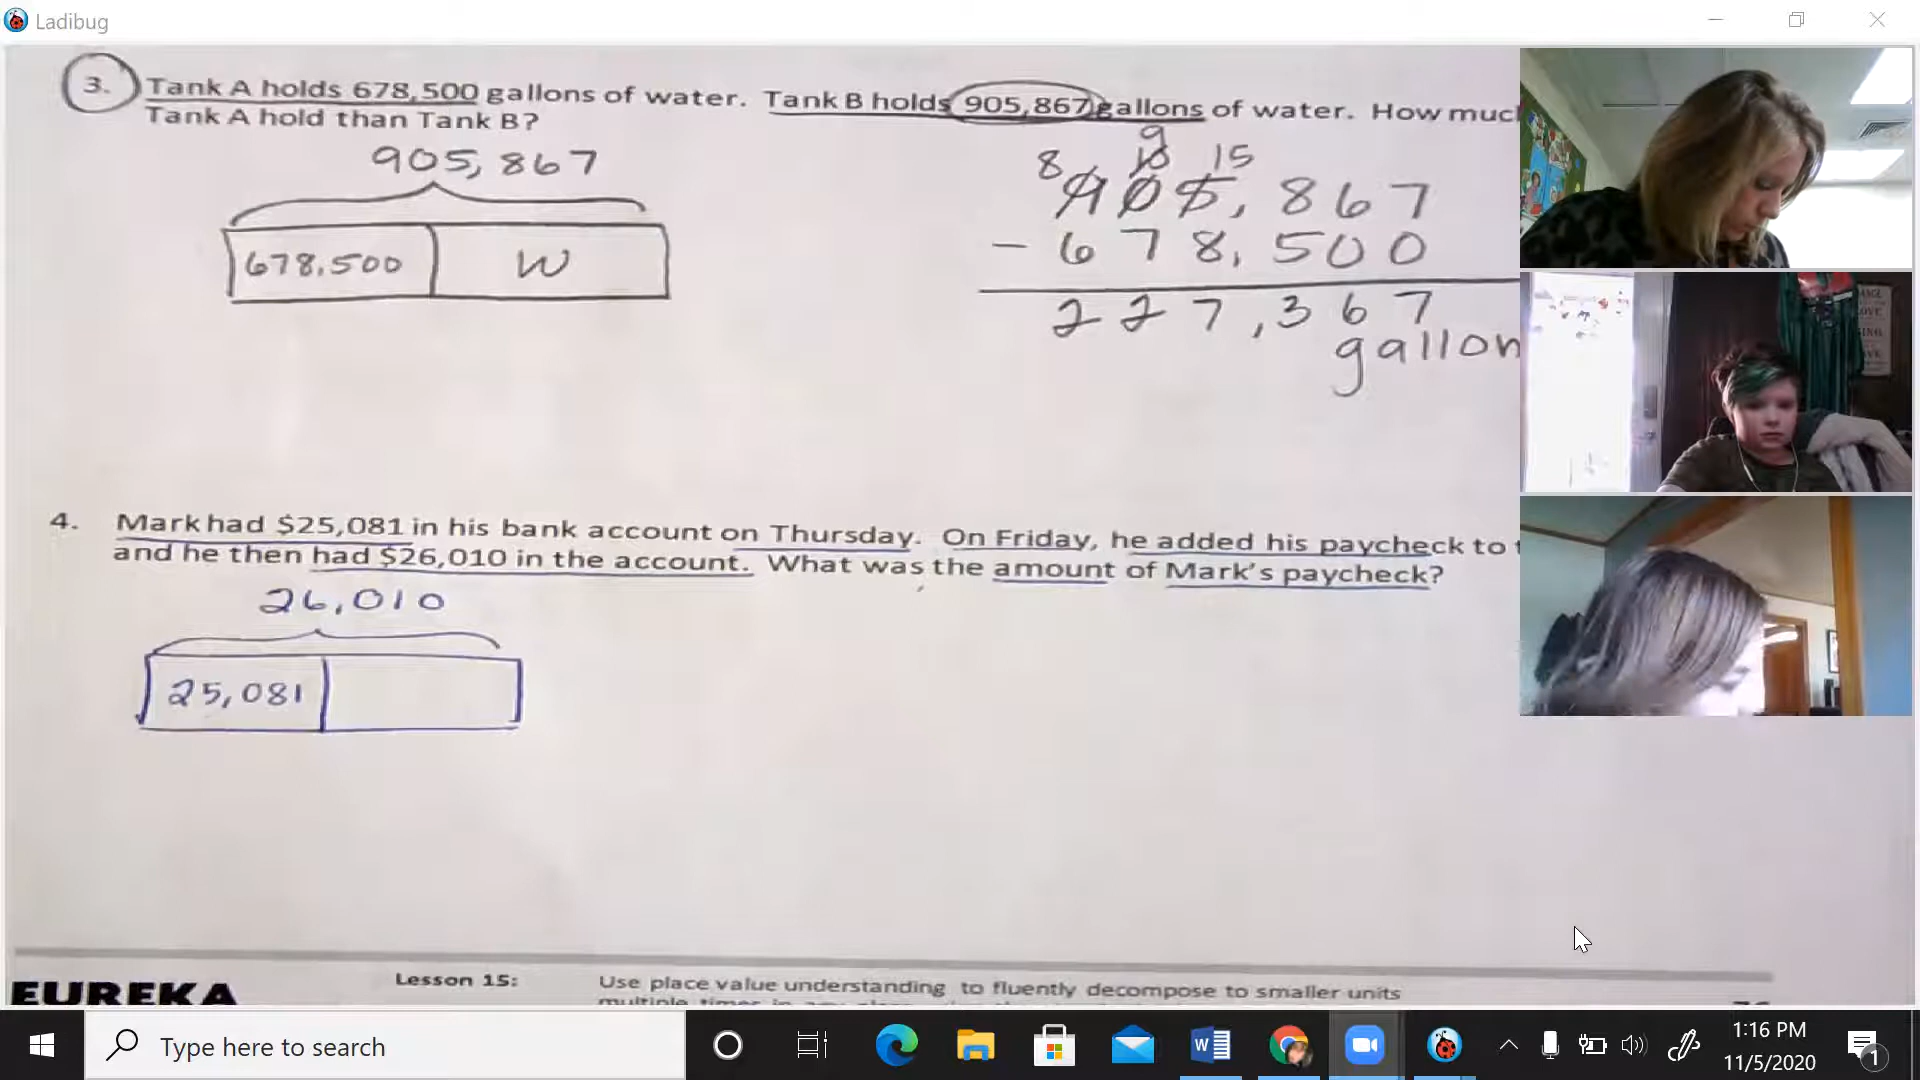 Ladibug
3. Tank A holds 678,500 gallons of water. Tank B holds 905,867 gallons of water. How much
Tank A hold than Tank B?
905,867
678,500 W
9
8 10 15
905,867
- 678,500
227,367
gallon
4. Mark had $25,081 in his bank account on Thursday. On Friday, he added his paycheck to
and he then had $26,010 in the account. What was the amount of Mark's paycheck?
26,010
25,081
EUREKA
Lesson 15: Use place value understanding to fluently decompose to smaller units
Type here to search
1:16 PM
11/5/2020
1